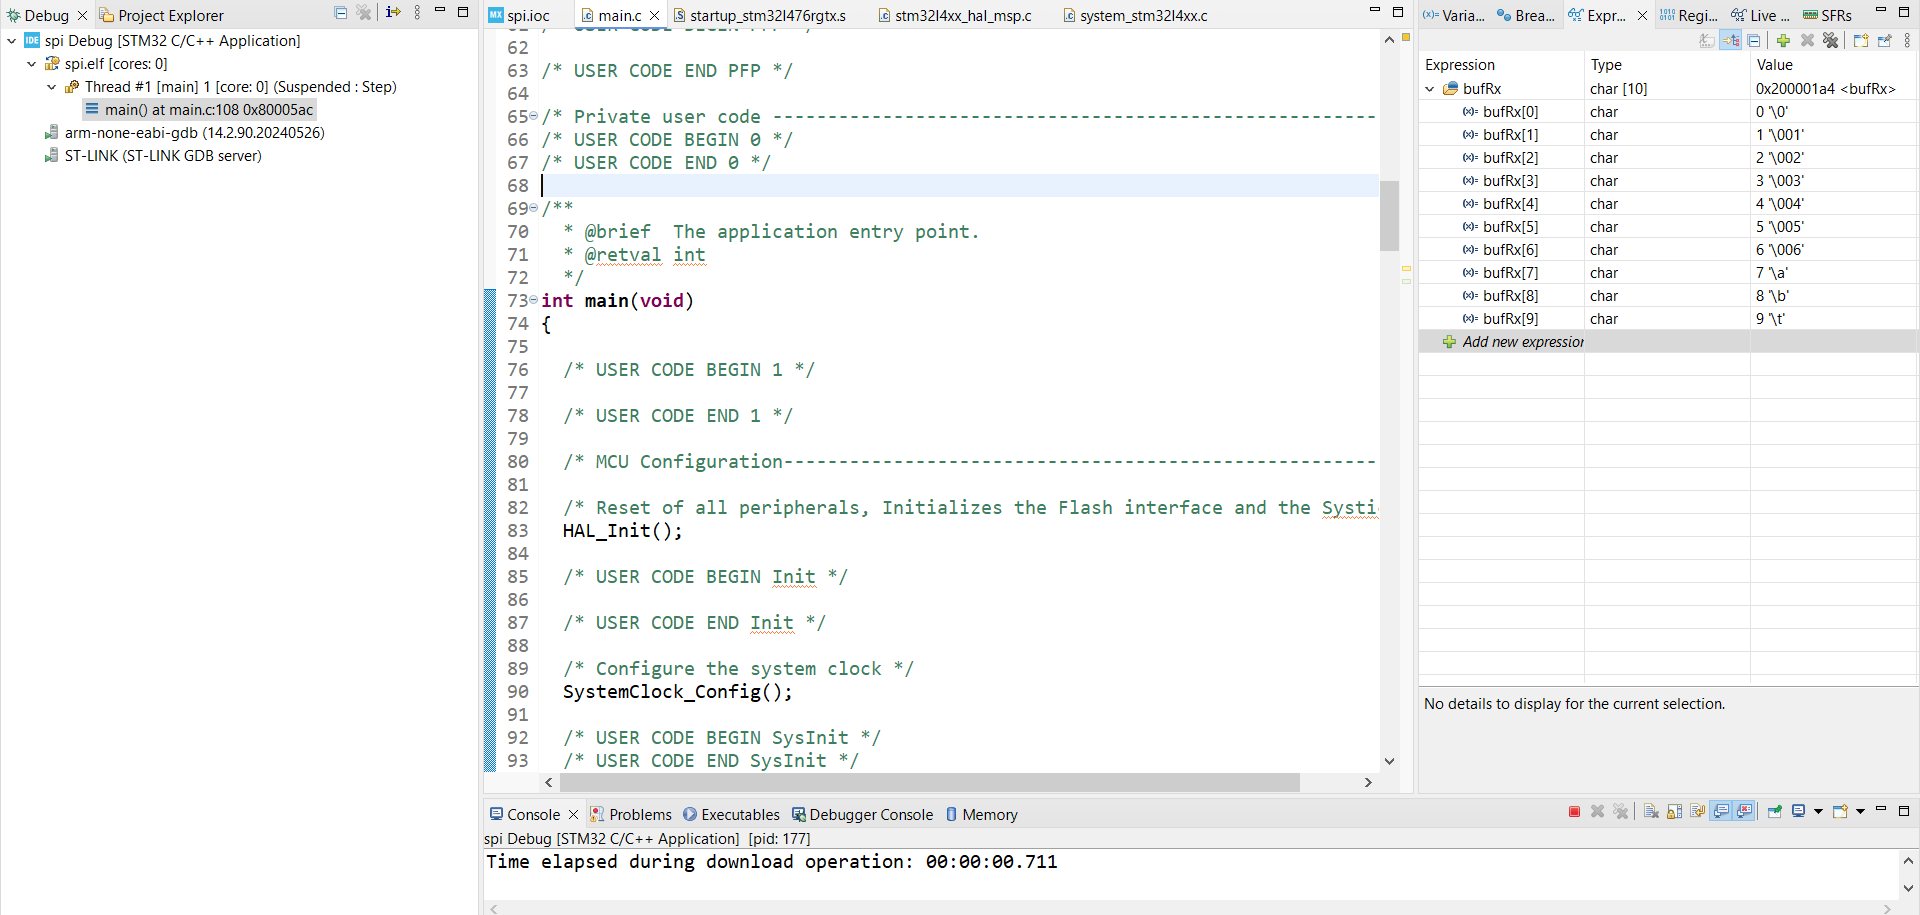 Debug
Project Explorer
spi Debug [STM32 C/C++ Application]
spi.elf [cores: 0]
Thread #1 [main] 1 [core: 0] (Suspended : Step)
main() at main.c:108 0x80005ac
arm-none-eabi-gdb (14.2.90.20240526)
ST-LINK (ST-LINK GDB server)
spi.ioc
main.c
startup_stm32l476rgtx.s
stm32l4xx_hal_msp.c
system_stm32l4xx.c
62
63 /* USER CODE END PFP */
64
65 /* Private user code ------------------------------------------------------
66 /* USER CODE BEGIN 0 */
67 /* USER CODE END 0 */
68
69 /**
70   * @brief  The application entry point.
71   * @retval int
72   */
73 int main(void)
74 {
75
76   /* USER CODE BEGIN 1 */
77
78   /* USER CODE END 1 */
79
80   /* MCU Configuration------------------------------------------------------
81
82   /* Reset of all peripherals, Initializes the Flash interface and the Systi
83   HAL_Init();
84
85   /* USER CODE BEGIN Init */
86
87   /* USER CODE END Init */
88
89   /* Configure the system clock */
90   SystemClock_Config();
91
92   /* USER CODE BEGIN SysInit */
93   /* USER CODE END SysInit */
Varia...
Brea...
Expr...
Regi...
Live ...
SFRs
Expression Type Value
bufRx char [10] 0x200001a4 <bufRx>
bufRx[0] char 0 '\0'
bufRx[1] char 1 '\001'
bufRx[2] char 2 '\002'
bufRx[3] char 3 '\003'
bufRx[4] char 4 '\004'
bufRx[5] char 5 '\005'
bufRx[6] char 6 '\006'
bufRx[7] char 7 '\a'
bufRx[8] char 8 '\b'
bufRx[9] char 9 '\t'
Add new expression
No details to display for the current selection.
Console
Problems
Executables
Debugger Console
Memory
spi Debug [STM32 C/C++ Application]  [pid: 177]
Time elapsed during download operation: 00:00:00.711